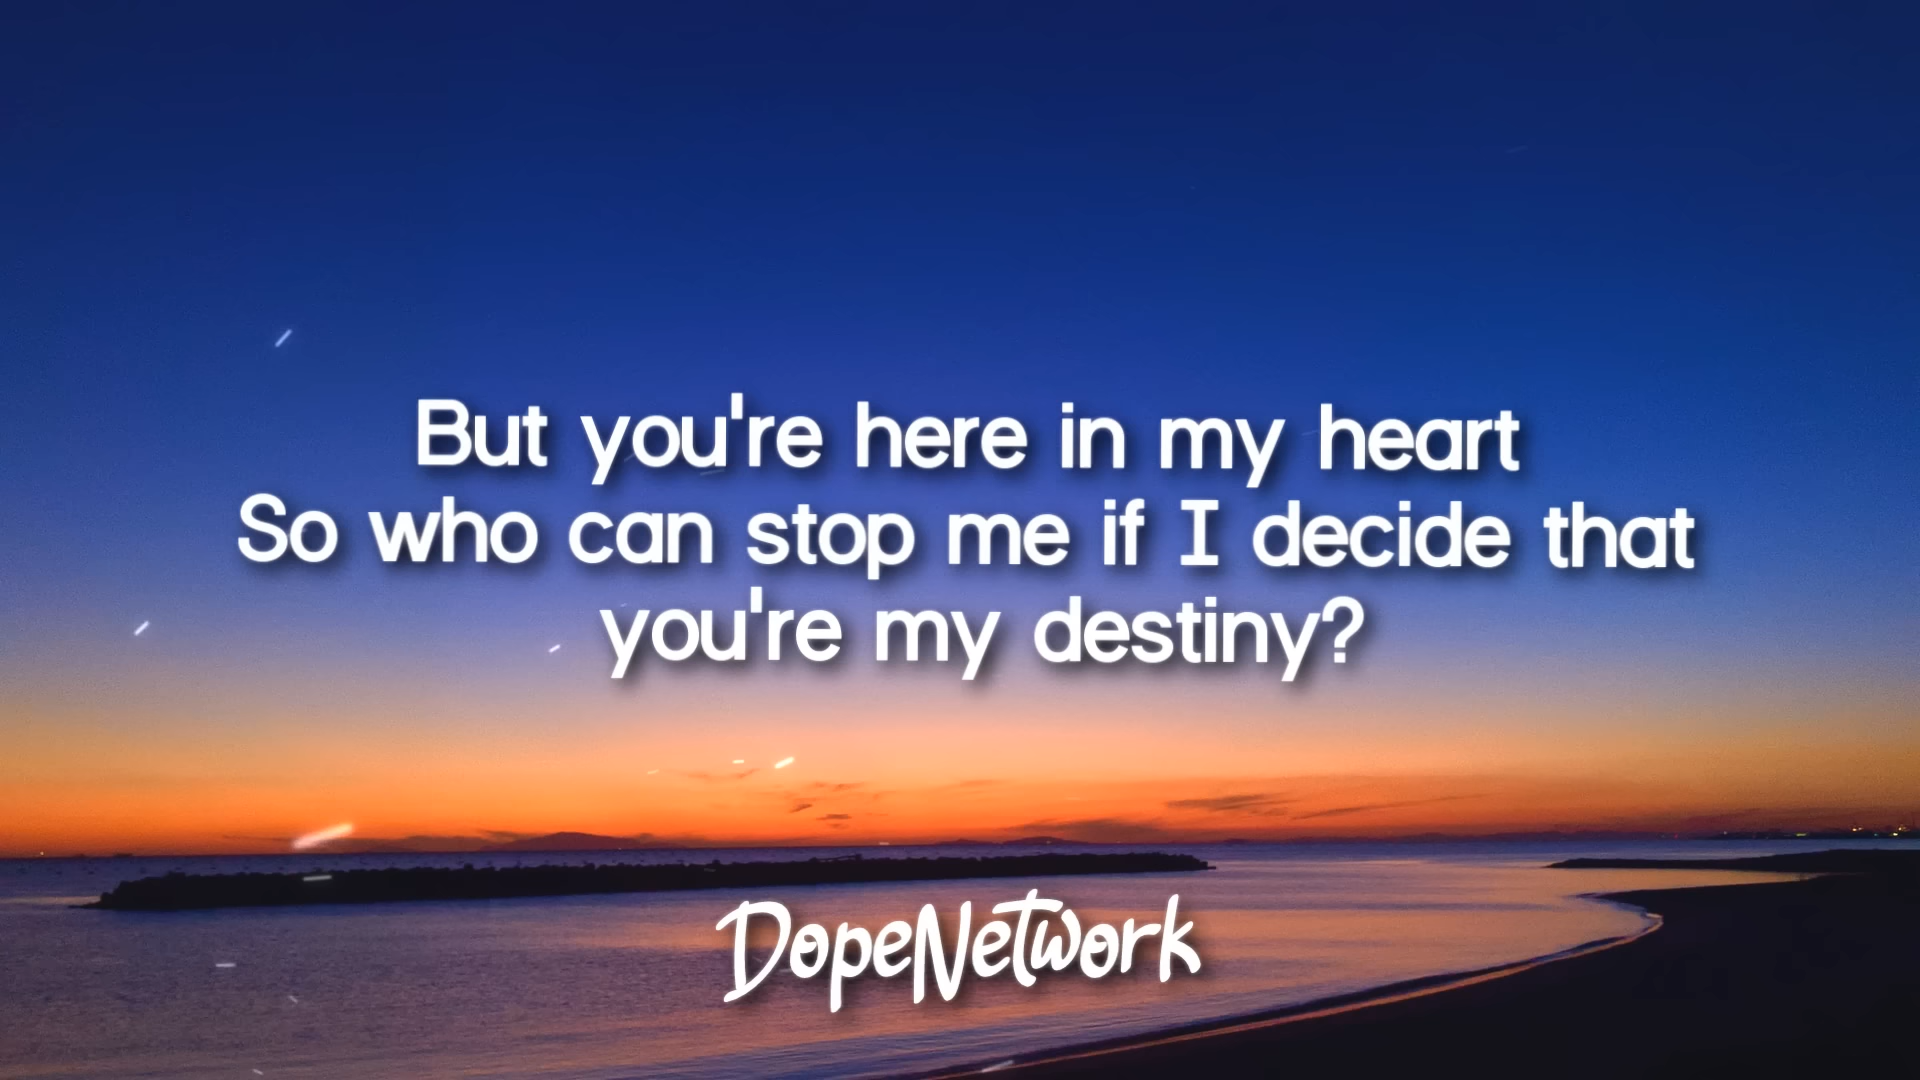 But you're here in my heart
So who can stop me if I decide that
you're my destiny?
DopeNetwork